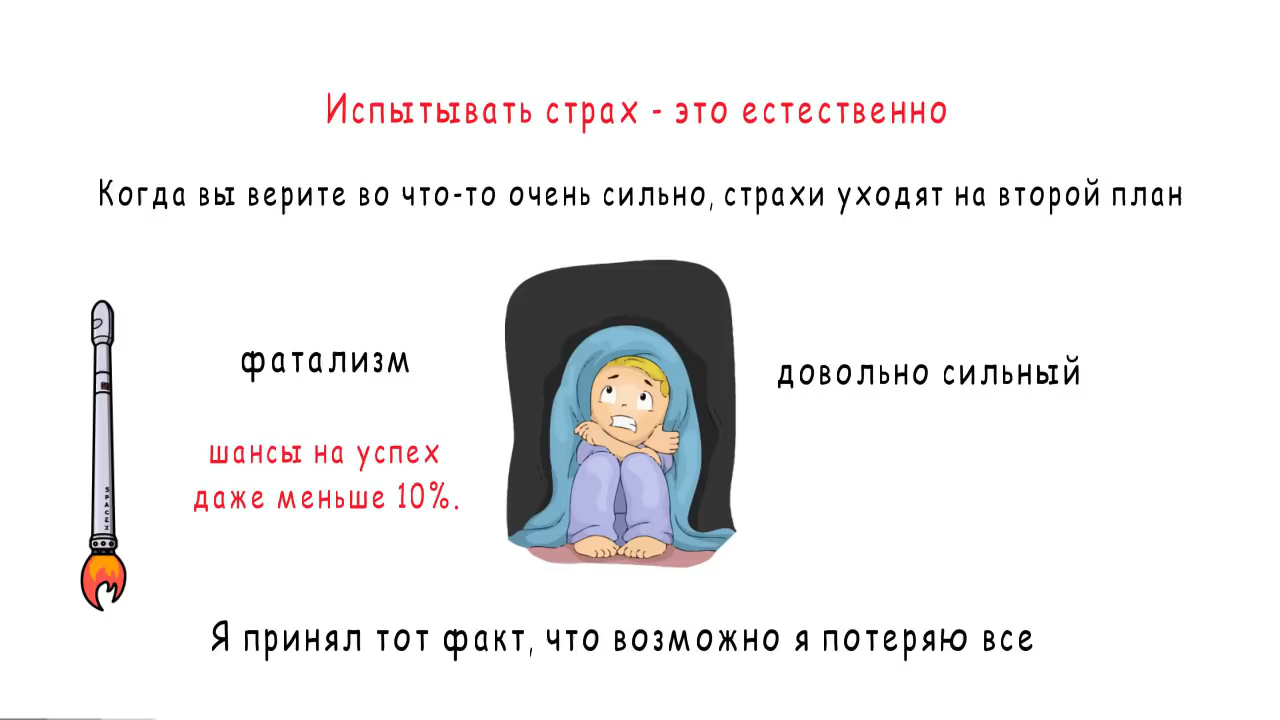 Испытывать страх - это естественно
Когда вы верите во что-то очень сильно, страхи уходят на второй план
фатализм
довольно сильный
шансы на успех
даже меньше 10%.
SPACEX
Я принял тот факт, что возможно я потеряю все